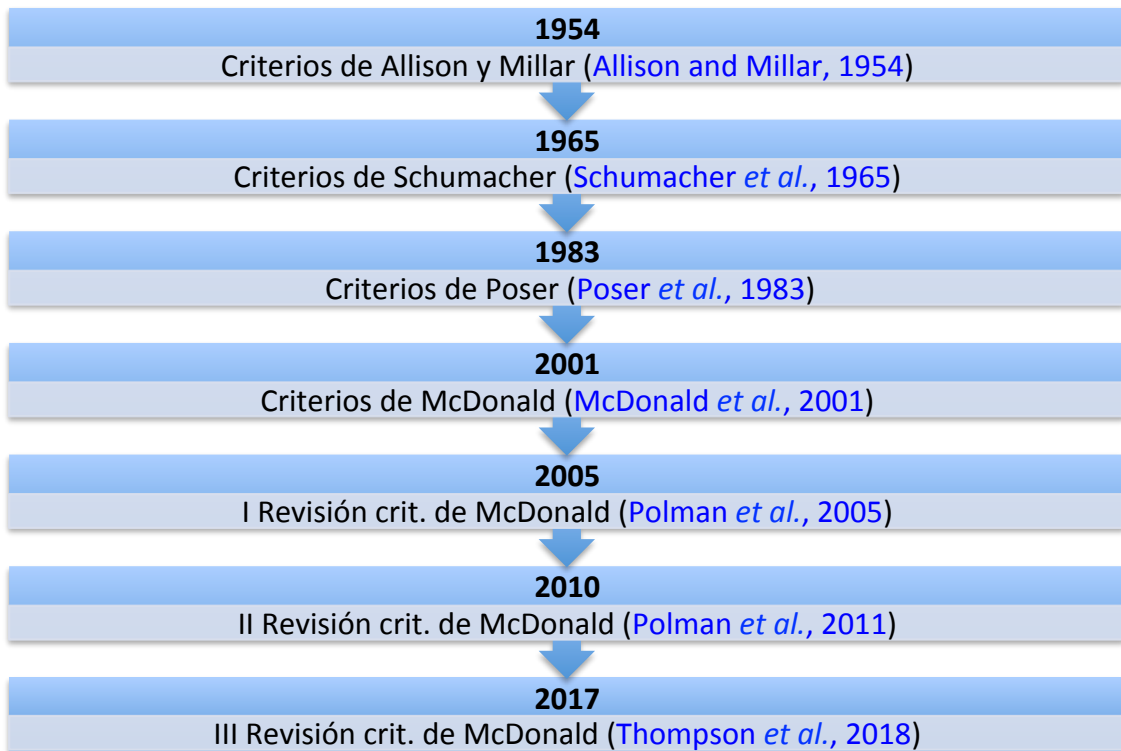 1954
Criterios de Allison y Millar (Allison and Millar, 1954)
1965
Criterios de Schumacher (Schumacher et al., 1965)
1983
Criterios de Poser (Poser et al., 1983)
2001
Criterios de McDonald (McDonald et al., 2001)
2005
I Revisión crit. de McDonald (Polman et al., 2005)
2010
II Revisión crit. de McDonald (Polman et al., 2011)
2017
III Revisión crit. de McDonald (Thompson et al., 2018)